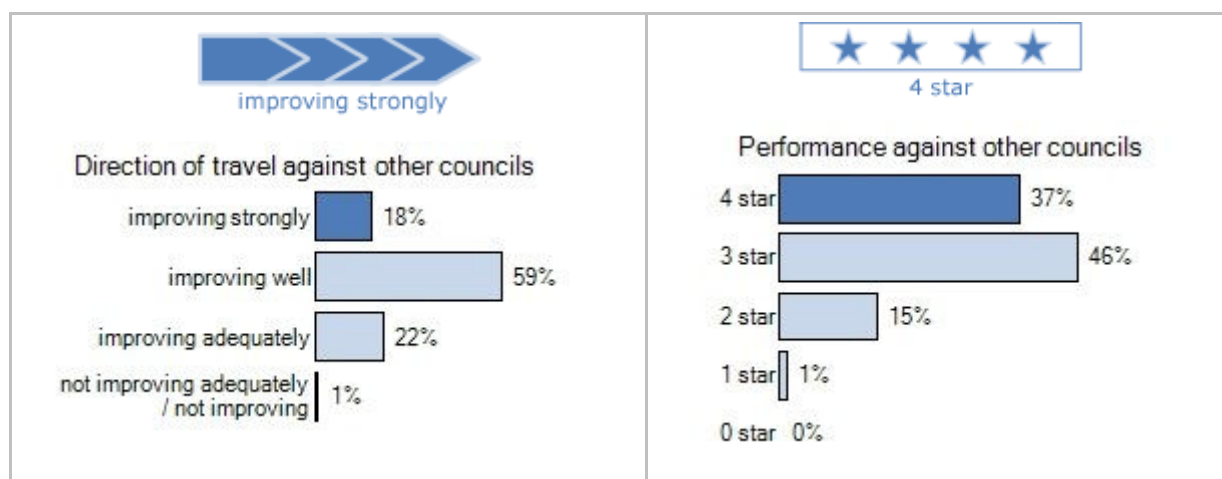 improving strongly
Direction of travel against other councils
improving strongly 18%
improving well 59%
improving adequately 22%
not improving adequately
/ not improving 1%
4 star
Performance against other councils
4 star 37%
3 star 46%
2 star 15%
1 star 1%
0 star 0%